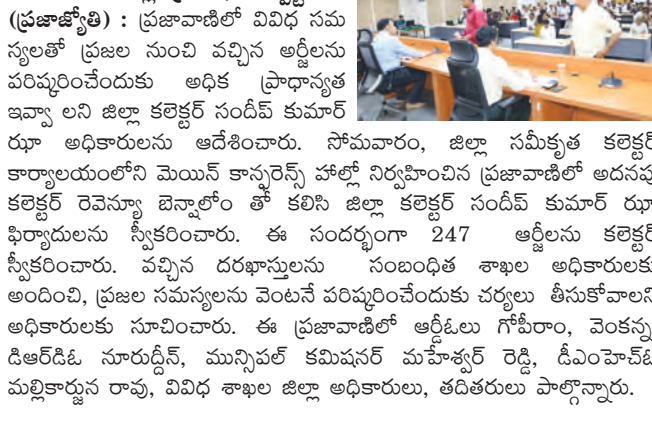 (ప్రజాజ్యోతి) : ప్రజావాణిలో వివిధ సమ
స్యలతో ప్రజల నుంచి వచ్చిన అర్జీలను
పరిష్కరించేందుకు అధిక ప్రాధాన్యత
ఇవ్వా లని జిల్లా కలెక్టర్ సందీప్ కుమార్
ఝా అధికారులను ఆదేశించారు. సోమవారం, జిల్లా సమీకృత కలెక్టర్
కార్యాలయంలోని మెయిన్ కాన్ఫరెన్స్ హాల్లో నిర్వహించిన ప్రజావాణిలో అదనపు
కలెక్టర్ రెవెన్యూ బెన్షాలోం తో కలిసి జిల్లా కలెక్టర్ సందీప్ కుమార్ ఝా
ఫిర్యాదులను స్వీకరించారు. ఈ సందర్భంగా 247 ఆర్జీలను కలెక్టర్
స్వీకరించారు. వచ్చిన దరఖాస్తులను సంబంధిత శాఖల అధికారులకు
అందించి, ప్రజల సమస్యలను వెంటనే పరిష్కరించేందుకు చర్యలు తీసుకోవాలని
అధికారులకు సూచించారు. ఈ ప్రజావాణిలో ఆర్డీఓలు గోపీరాం, వెంకన్న,
డిఆర్‌డిఓ నూరుద్దీన్, మున్సిపల్ కమిషనర్ మహేశ్వర్ రెడ్డి, డీఎంహెచ్‌ఓ
మల్లికార్జున రావు, వివిధ శాఖల జిల్లా అధికారులు, తదితరులు పాల్గొన్నారు.